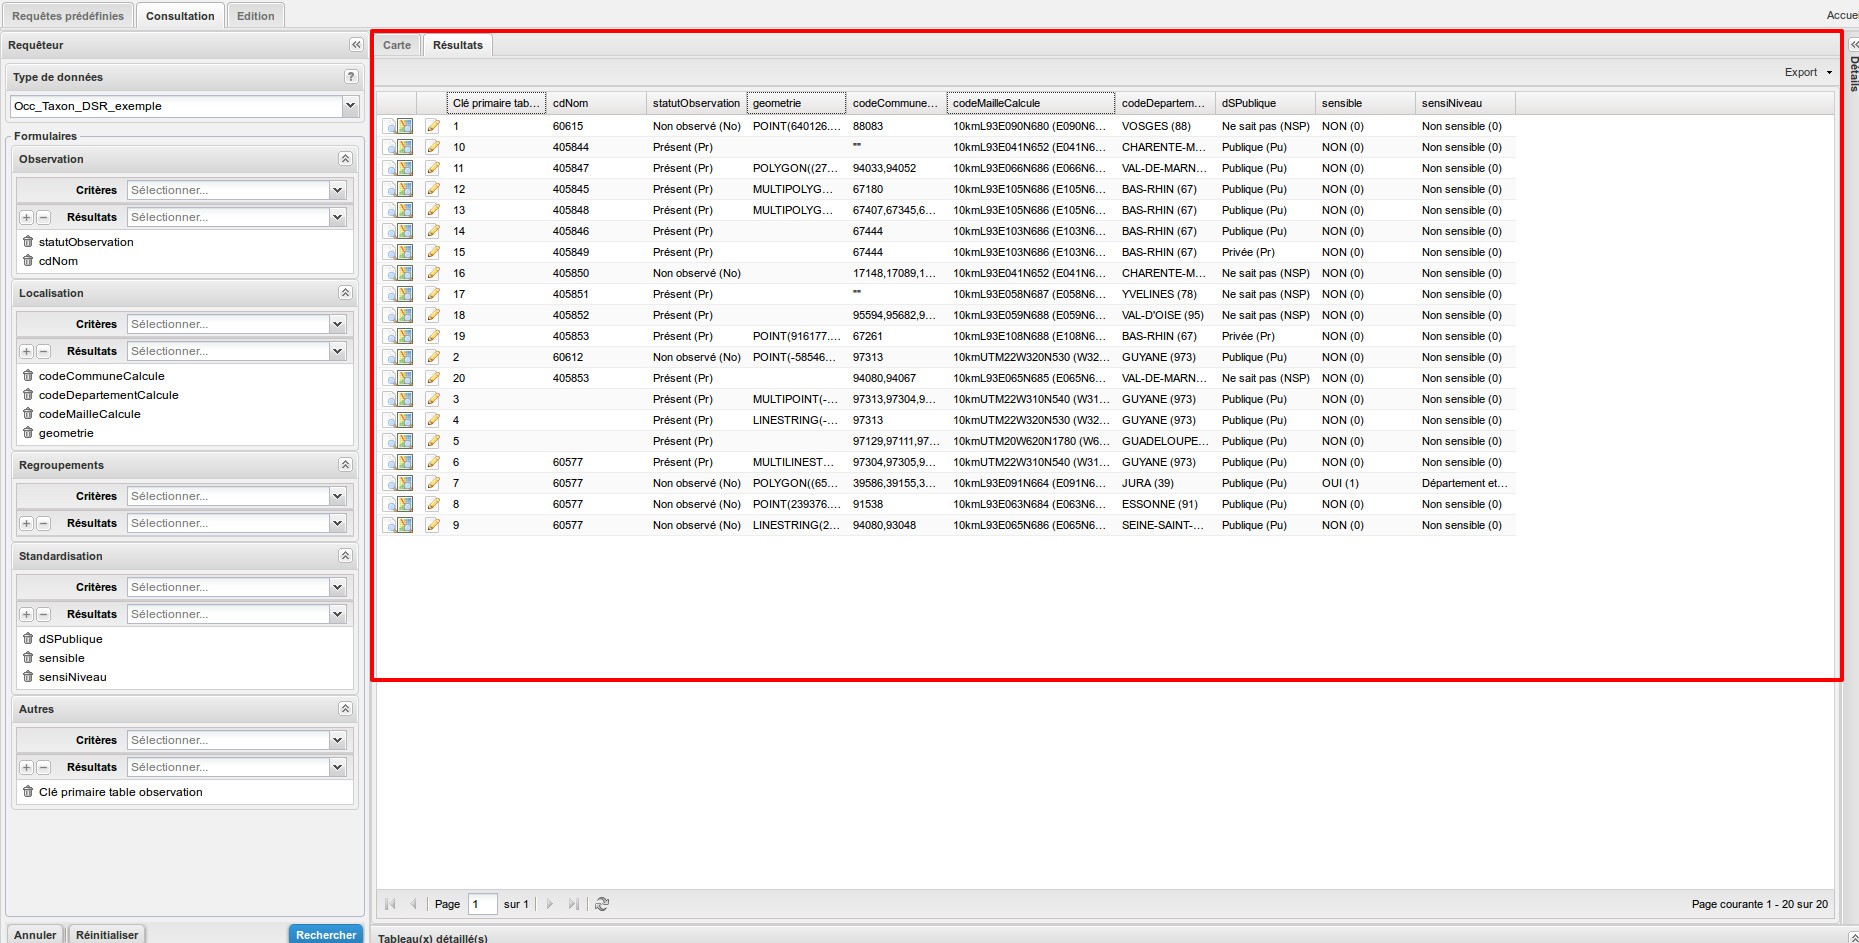 Requêtes prédéfinies Consultation Edition
Accuei
Requêteur
Type de données ?
Occ_Taxon_DSR_exemple
Formulaires
Observation
Critères Sélectionner...
Résultats Sélectionner...
statutObservation
cdNom
Localisation
Critères Sélectionner...
Résultats Sélectionner...
codeCommuneCalcule
codeDepartementCalcule
codeMailleCalcule
geometrie
Regroupements
Critères Sélectionner...
Résultats Sélectionner...
Standardisation
Critères Sélectionner...
Résultats Sélectionner...
dSPublique
sensible
sensiNiveau
Autres
Critères Sélectionner...
Résultats Sélectionner...
Clé primaire table observation
Annuler Réinitialiser Rechercher
Carte Résultats
Export
Clé primaire tab... cdNom statutObservation geometrie codeCommune... codeMailleCalcule codeDepartem... dSPublique sensible sensiNiveau
1 60615 Non observé (No) POINT(640126.... 88083 10kmL93E090N680 (E090N6... VOSGES (88) Ne sait pas (NSP) NON (0) Non sensible (0)
10 405844 Présent (Pr) "" 10kmL93E041N652 (E041N6... CHARENTE-M... Publique (Pu) NON (0) Non sensible (0)
11 405847 Présent (Pr) POLYGON((27... 94033,94052 10kmL93E066N686 (E066N6... VAL-DE-MARN... Publique (Pu) NON (0) Non sensible (0)
12 405845 Présent (Pr) MULTIPOLYG... 67180 10kmL93E105N686 (E105N6... BAS-RHIN (67) Publique (Pu) NON (0) Non sensible (0)
13 405848 Présent (Pr) MULTIPOLYG... 67407,67345,6... 10kmL93E105N686 (E105N6... BAS-RHIN (67) Publique (Pu) NON (0) Non sensible (0)
14 405846 Présent (Pr) 67444 10kmL93E103N686 (E103N6... BAS-RHIN (67) Publique (Pu) NON (0) Non sensible (0)
15 405849 Présent (Pr) 67444 10kmL93E103N686 (E103N6... BAS-RHIN (67) Privée (Pr) NON (0) Non sensible (0)
16 405850 Non observé (No) 17148,17089,1... 10kmL93E041N652 (E041N6... CHARENTE-M... Ne sait pas (NSP) NON (0) Non sensible (0)
17 405851 Présent (Pr) "" 10kmL93E058N687 (E058N6... YVELINES (78) Ne sait pas (NSP) NON (0) Non sensible (0)
18 405852 Présent (Pr) 95594,95682,9... 10kmL93E059N688 (E059N6... VAL-D'OISE (95) Ne sait pas (NSP) NON (0) Non sensible (0)
19 405853 Présent (Pr) POINT(916177.... 67261 10kmL93E108N688 (E108N6... BAS-RHIN (67) Privée (Pr) NON (0) Non sensible (0)
2 60612 Non observé (No) POINT(-58546... 97313 10kmUTM22W320N530 (W32... GUYANE (973) Publique (Pu) NON (0) Non sensible (0)
20 405853 Présent (Pr) 94080,94067 10kmL93E065N685 (E065N6... VAL-DE-MARN... Ne sait pas (NSP) NON (0) Non sensible (0)
3 Présent (Pr) MULTIPOINT(-... 97313,97304,9... 10kmUTM22W310N540 (W31... GUYANE (973) Publique (Pu) NON (0) Non sensible (0)
4 Présent (Pr) LINESTRING(-... 97313 10kmUTM22W320N530 (W32... GUYANE (973) Publique (Pu) NON (0) Non sensible (0)
5 Présent (Pr) 97129,97111,97... 10kmUTM20W620N1780 (W6... GUADELOUPE... Publique (Pu) NON (0) Non sensible (0)
6 60577 Présent (Pr) MULTILINEST... 97304,97305,9... 10kmUTM22W310N540 (W31... GUYANE (973) Publique (Pu) NON (0) Non sensible (0)
7 60577 Non observé (No) POLYGON((65... 39586,39155,3... 10kmL93E091N664 (E091N6... JURA (39) Publique (Pu) OUI (1) Département et...
8 60577 Non observé (No) POINT(239376.... 91538 10kmL93E063N684 (E063N6... ESSONNE (91) Publique (Pu) NON (0) Non sensible (0)
9 60577 Non observé (No) LINESTRING(2... 94080,93048 10kmL93E065N686 (E065N6... SEINE-SAINT-... Publique (Pu) NON (0) Non sensible (0)
Page 1 sur 1
Page courante 1 - 20 sur 20
Tableau(x) détaillé(s)
Détails